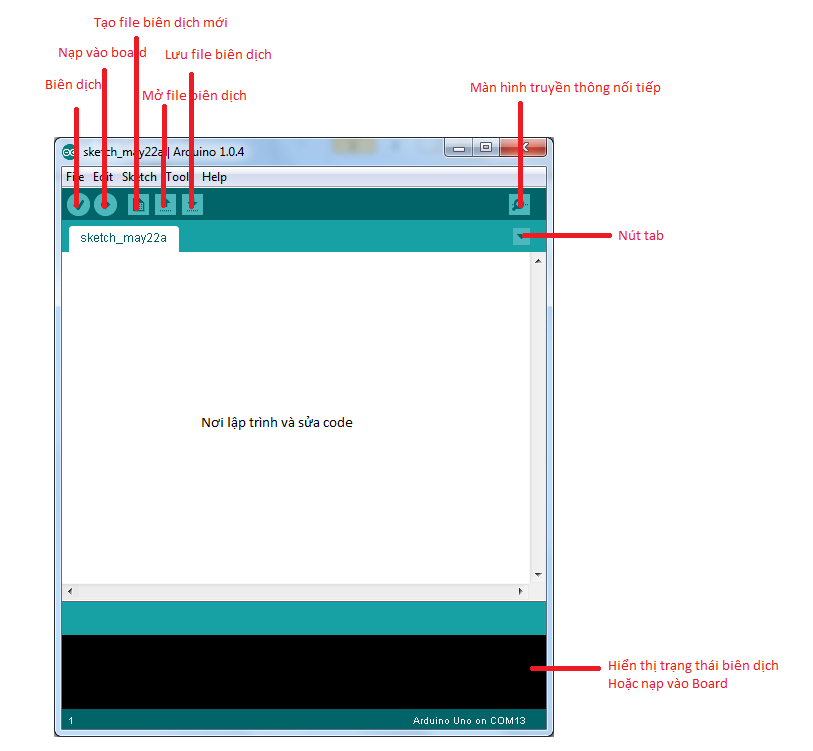 Tạo file biên dịch mới
Nạp vào board
Lưu file biên dịch
Biên dịch
Mở file biên dịch
Màn hình truyền thông nối tiếp
sketch_may22a | Arduino 1.0.4
File Edit Sketch Tools Help
sketch_may22a
Nút tab
Nơi lập trình và sửa code
Hiển thị trạng thái biên dịch
Hoặc nạp vào Board
1
Arduino Uno on COM13